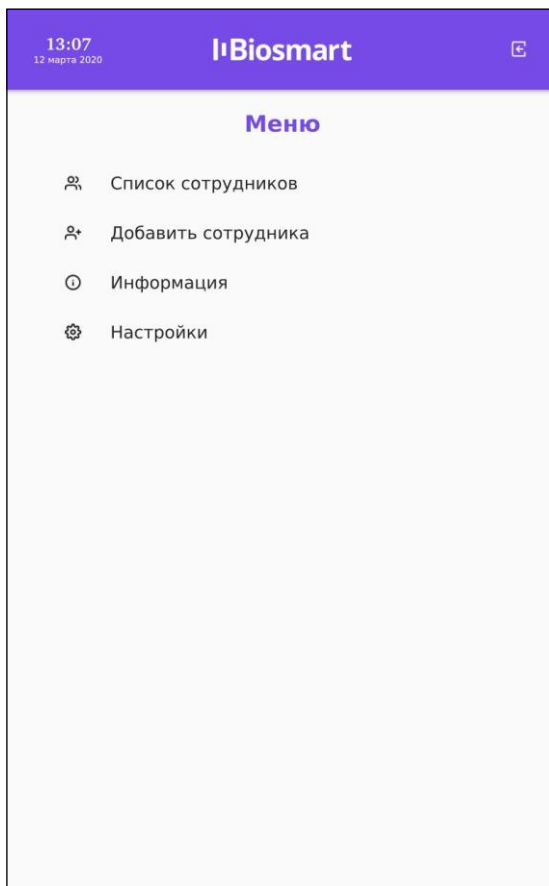 13:07
12 марта 2020
Biosmart
Меню
Список сотрудников
Добавить сотрудника
Информация
Настройки